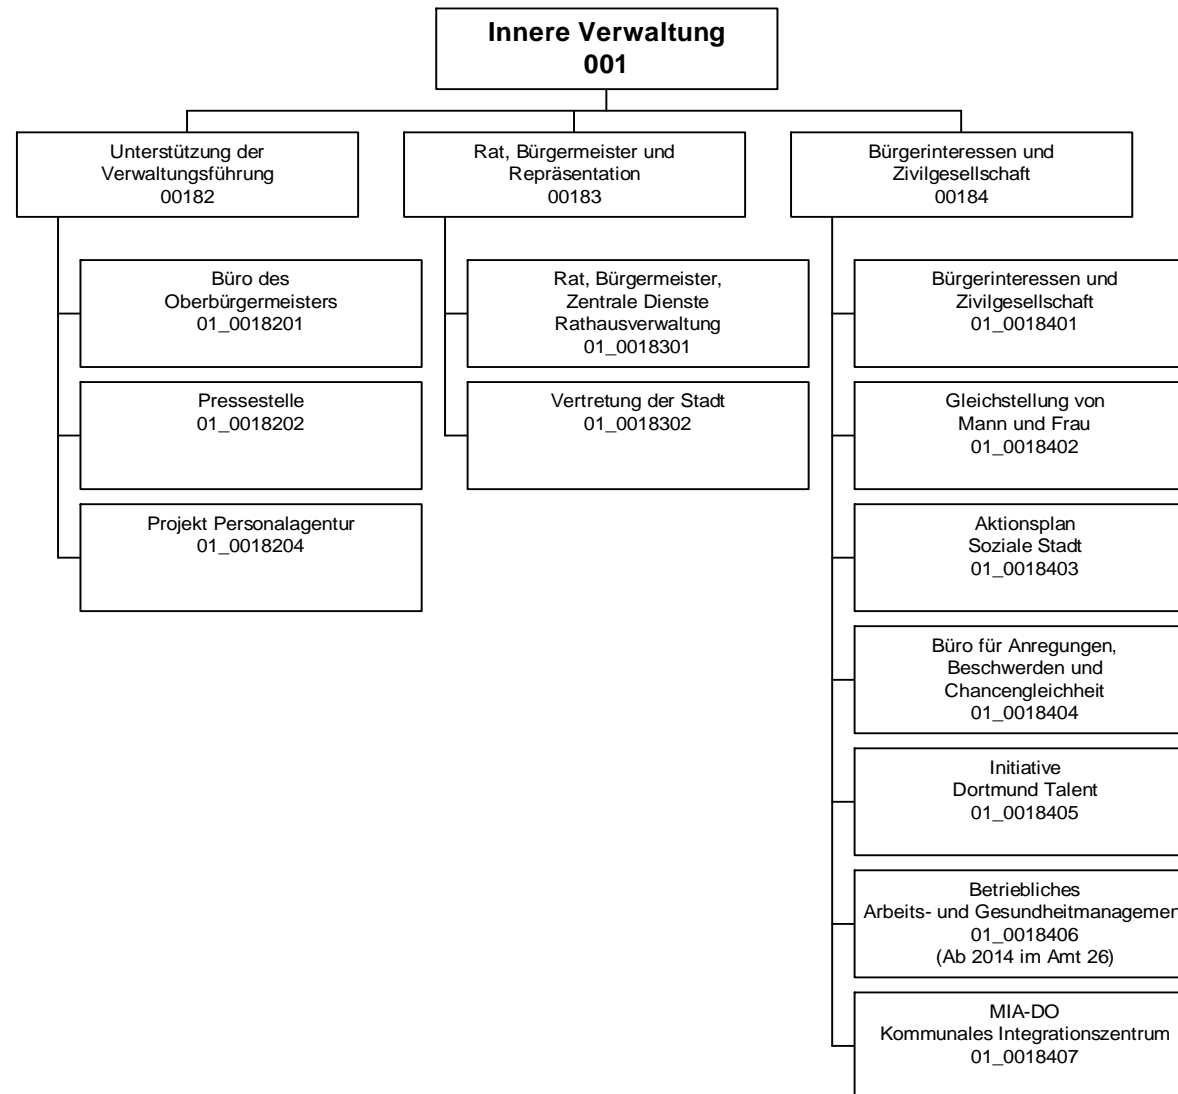 Innere Verwaltung
001
Unterstützung der
Verwaltungsführung
00182
Rat, Bürgermeister und
Repräsentation
00183
Bürgerinteressen und
Zivilgesellschaft
00184
Büro des
Oberbürgermeisters
01_0018201
Pressestelle
01_0018202
Projekt Personalagentur
01_0018204
Rat, Bürgermeister,
Zentrale Dienste
Rathausverwaltung
01_0018301
Vertretung der Stadt
01_0018302
Bürgerinteressen und
Zivilgesellschaft
01_0018401
Gleichstellung von
Mann und Frau
01_0018402
Aktionsplan
Soziale Stadt
01_0018403
Büro für Anregungen,
Beschwerden und
Chancengleichheit
01_0018404
Initiative
Dortmund Talent
01_0018405
Betriebliches
Arbeits- und Gesundheitmanagemen
01_0018406
(Ab 2014 im Amt 26)
MIA-DO
Kommunales Integrationszentrum
01_0018407